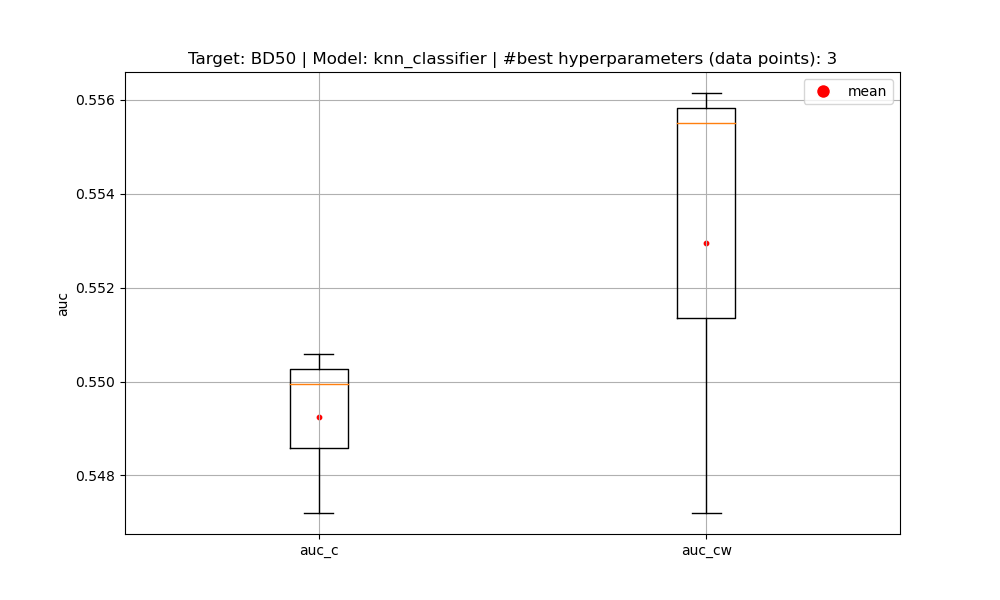 Target: BD50 | Model: knn_classifier | #best hyperparameters (data points): 3
mean
0.556
0.554
0.552
0.550
0.548
auc
auc_c
auc_cw